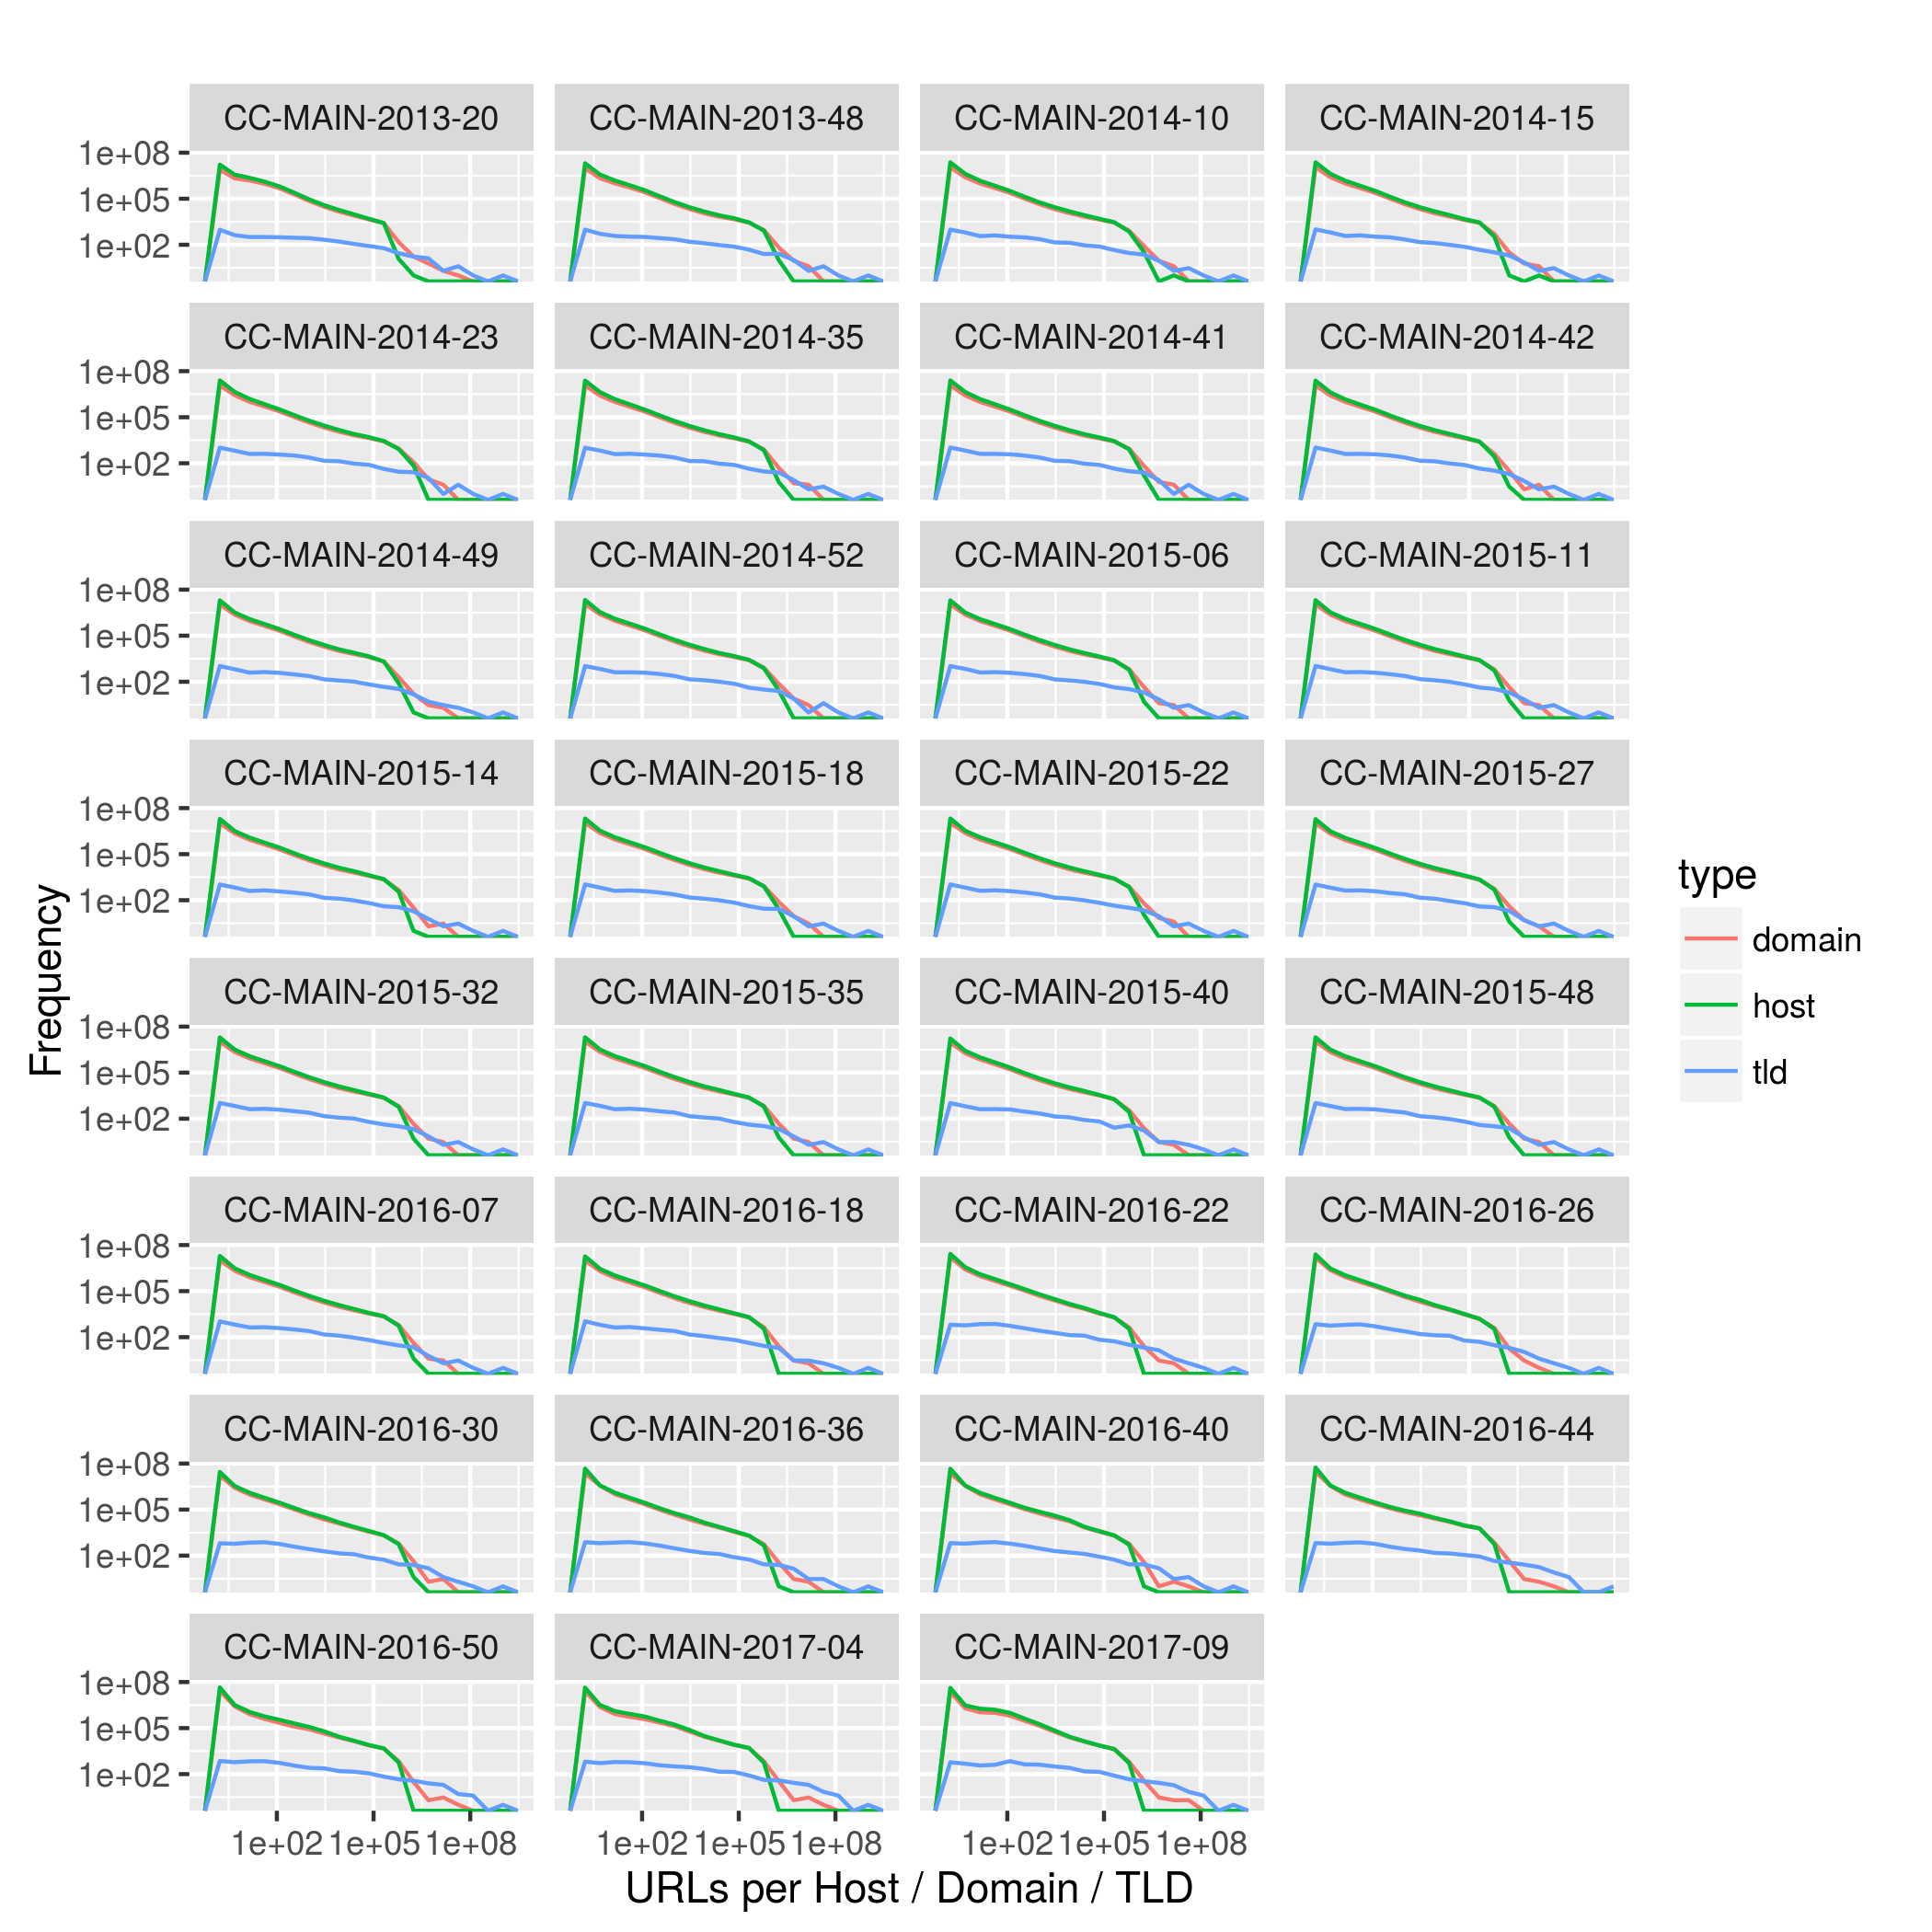 CC-MAIN-2013-20 CC-MAIN-2013-48 CC-MAIN-2014-10 CC-MAIN-2014-15
1e+08
1e+05
1e+02
CC-MAIN-2014-23 CC-MAIN-2014-35 CC-MAIN-2014-41 CC-MAIN-2014-42
1e+08
1e+05
1e+02
CC-MAIN-2014-49 CC-MAIN-2014-52 CC-MAIN-2015-06 CC-MAIN-2015-11
1e+08
1e+05
1e+02
CC-MAIN-2015-14 CC-MAIN-2015-18 CC-MAIN-2015-22 CC-MAIN-2015-27
1e+08
1e+05
1e+02
CC-MAIN-2015-32 CC-MAIN-2015-35 CC-MAIN-2015-40 CC-MAIN-2015-48
1e+08
1e+05
1e+02
CC-MAIN-2016-07 CC-MAIN-2016-18 CC-MAIN-2016-22 CC-MAIN-2016-26
1e+08
1e+05
1e+02
CC-MAIN-2016-30 CC-MAIN-2016-36 CC-MAIN-2016-40 CC-MAIN-2016-44
1e+08
1e+05
1e+02
CC-MAIN-2016-50 CC-MAIN-2017-04 CC-MAIN-2017-09
1e+08
1e+05
1e+02
1e+02 1e+05 1e+08 1e+02 1e+05 1e+08 1e+02 1e+05 1e+08
URLs per Host / Domain / TLD
Frequency
type
domain
host
tld